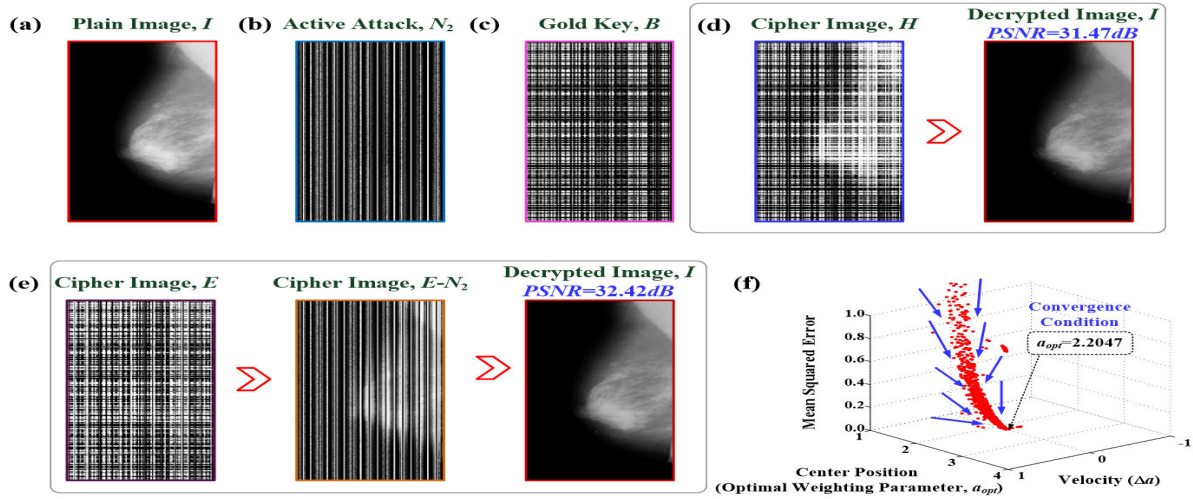 (a)
Plain Image, I
(b)
Active Attack, N₂
(c)
Gold Key, B
(d)
Cipher Image, H
Decrypted Image, I
PSNR=31.47dB
(e)
Cipher Image, E
Cipher Image, E-N₂
Decrypted Image, I
PSNR=32.42dB
(f)
Convergence
Condition
aopt=2.2047
Mean Squared Error
1.0
0.8
0.6
0.4
0.2
0.0
1
2
3
4
1
0
-1
Center Position
(Optimal Weighting Parameter, aopt)
Velocity (Δa)